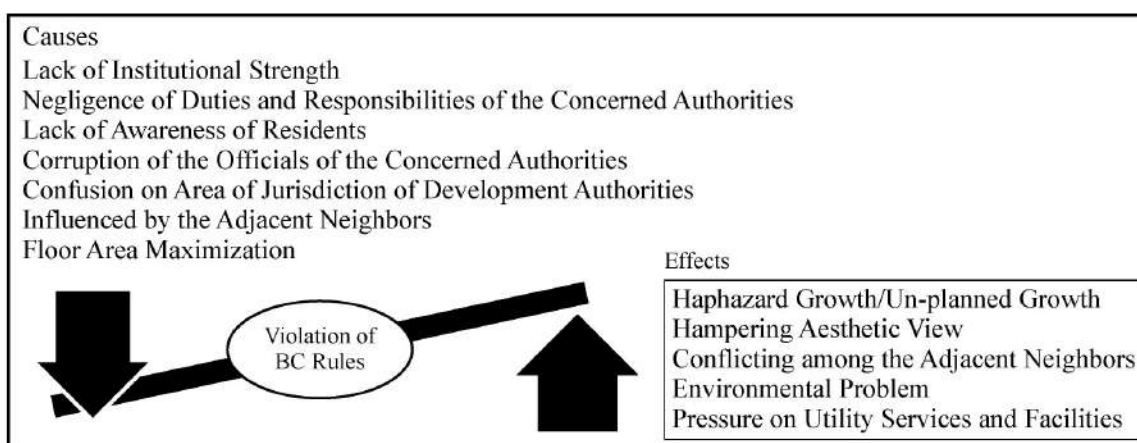 Causes
Lack of Institutional Strength
Negligence of Duties and Responsibilities of the Concerned Authorities
Lack of Awareness of Residents
Corruption of the Officials of the Concerned Authorities
Confusion on Area of Jurisdiction of Development Authorities
Influenced by the Adjacent Neighbors
Floor Area Maximization
Violation of
BC Rules
Effects
Haphazard Growth/Un-planned Growth
Hampering Aesthetic View
Conflicting among the Adjacent Neighbors
Environmental Problem
Pressure on Utility Services and Facilities